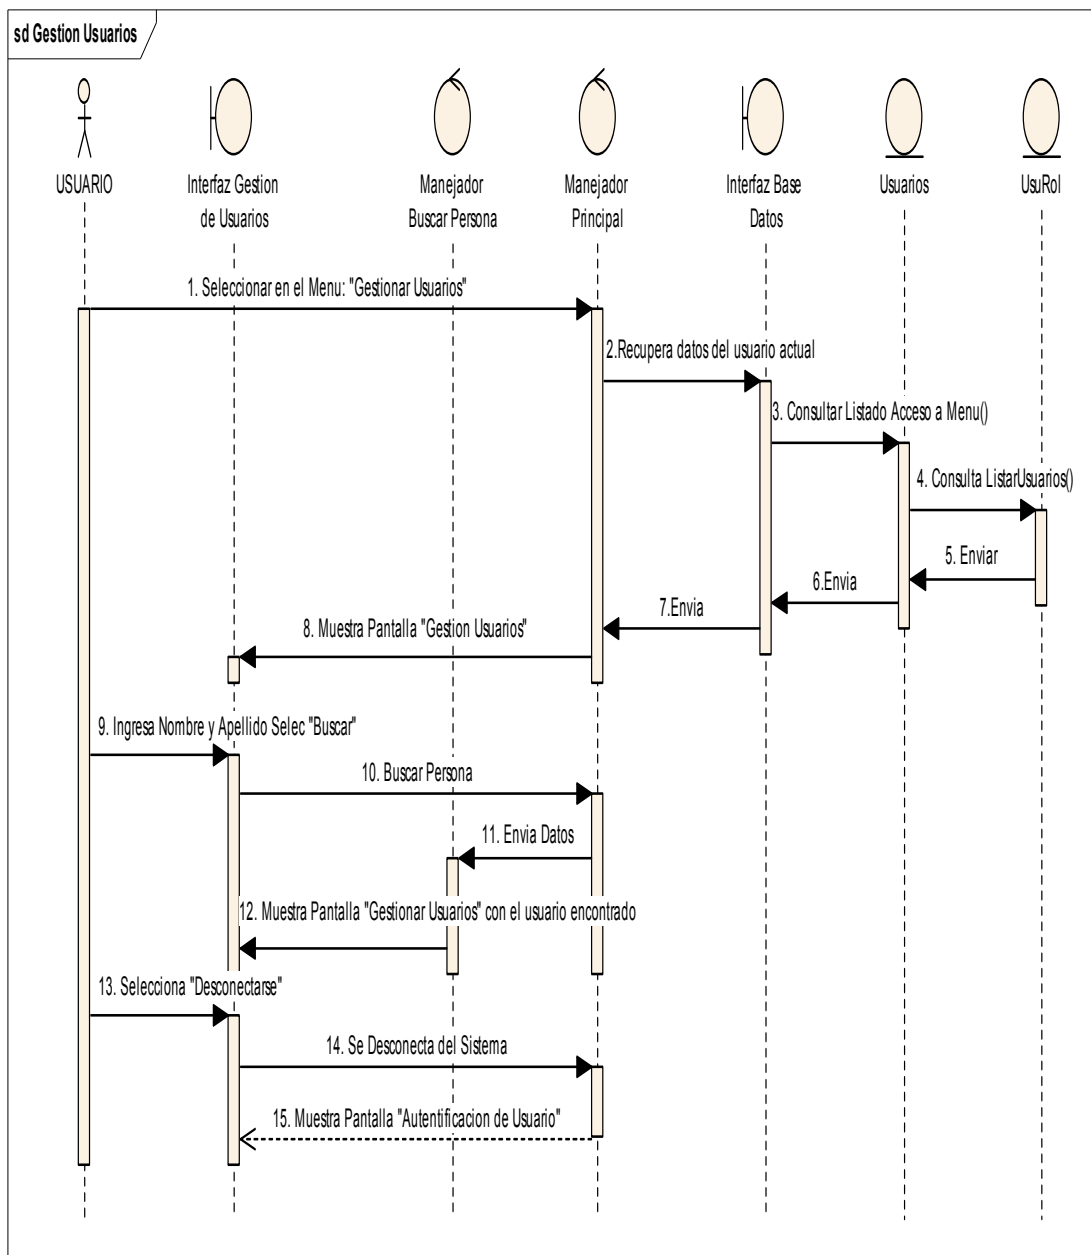 sd Gestion Usuarios
USUARIO
Interfaz Gestion
de Usuarios
Manejador
Buscar Persona
Manejador
Principal
Interfaz Base
Datos
Usuarios
UsuRol
1. Seleccionar en el Menu: "Gestionar Usuarios"
2.Recupera datos del usuario actual
3. Consultar Listado Acceso a Menu()
4. Consulta ListarUsuarios()
5. Enviar
6.Envia
7.Envia
8. Muestra Pantalla "Gestion Usuarios"
9. Ingresa Nombre y Apellido Selec "Buscar"
10. Buscar Persona
11. Envia Datos
12. Muestra Pantalla "Gestionar Usuarios" con el usuario encontrado
13. Selecciona "Desconectarse"
14. Se Desconecta del Sistema
15. Muestra Pantalla "Autentificacion de Usuario"